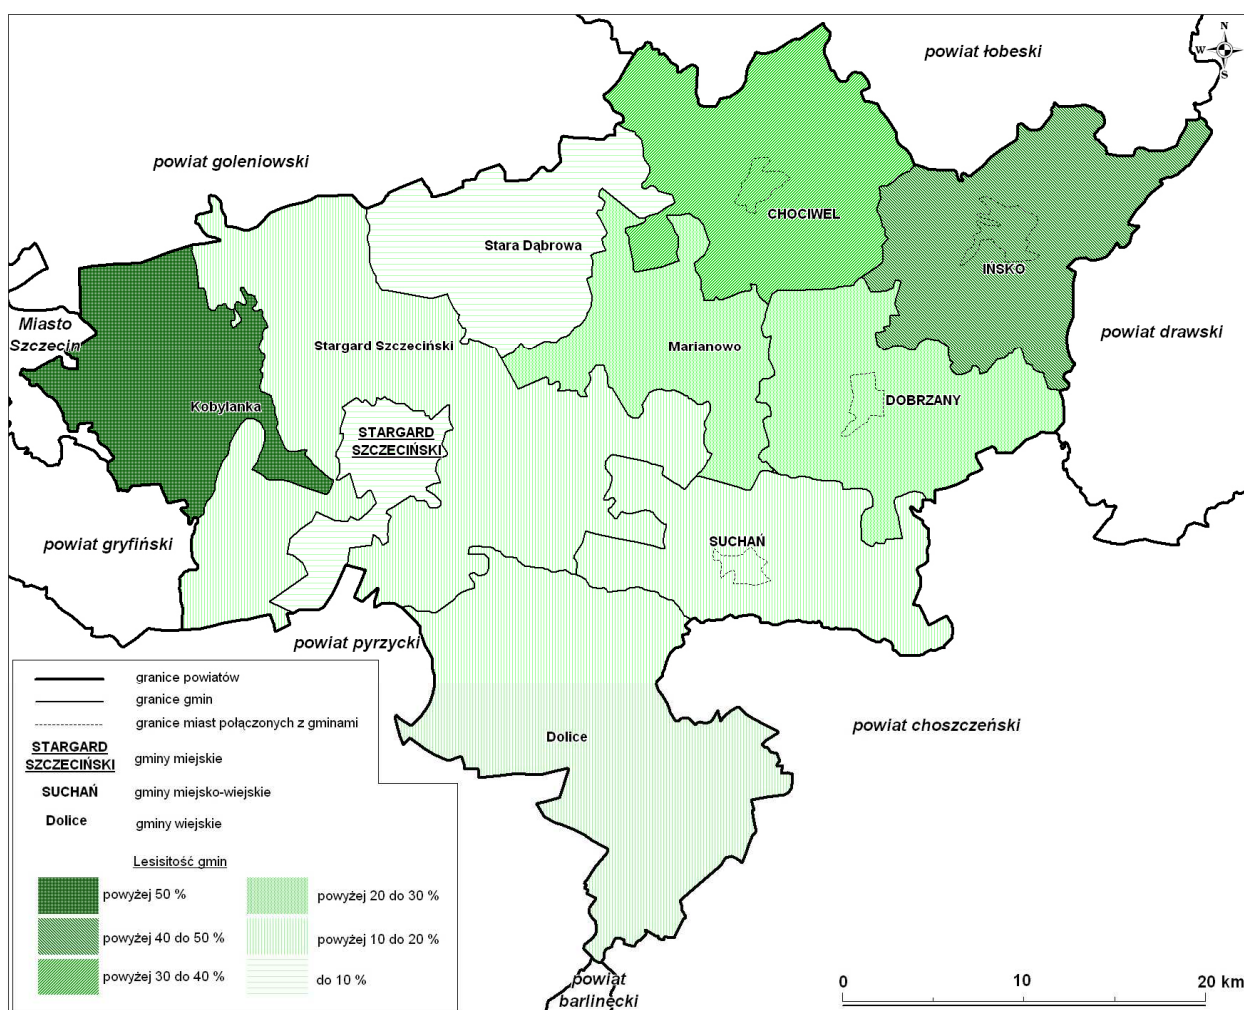 N
W
S
powiat łobeski
powiat goleniowski
CHOCIWEL
Stara Dąbrowa
IŃSKO
Miasto
Szczecin
powiat drawski
Stargard Szczeciński
Marianowo
Kobylanka
DOBRZANY
STARGARD
SZCZECIŃSKI
powiat gryfiński
SUCHAŃ
powiat pyrzycki
powiat choszczeński
Dolice
powiat
barlinęcki
granice powiatów
granice gmin
granice miast połączonych z gminami
STARGARD
SZCZECIŃSKI
gminy miejskie
SUCHAŃ
gminy miejsko-wiejskie
Dolice
gminy wiejskie
Lesisitość gmin
powyżej 50 %
powyżej 20 do 30 %
powyżej 40 do 50 %
powyżej 10 do 20 %
powyżej 30 do 40 %
do 10 %
0
10
20 km